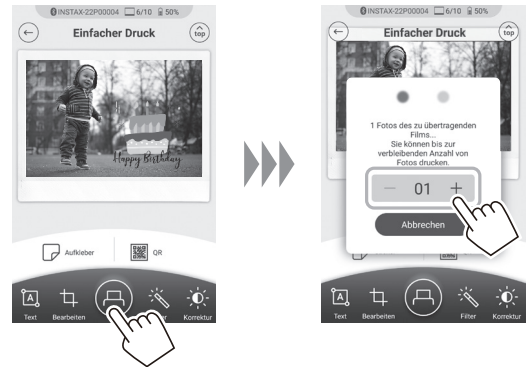 INSTAX-22P00004 6/10 50%
Einfacher Druck
top
Happy Birthday
Aufkleber
QR
Text
Bearbeiten
Korrektur
INSTAX-22P00004 6/10 50%
Einfacher Druck
top
1 Fotos des zu übertragenden
Films...
Sie können bis zur
verbleibenden Anzahl von
Fotos drucken.
— 01 +
Abbrechen
Text
Bearbeiten
Filter
Korrektur